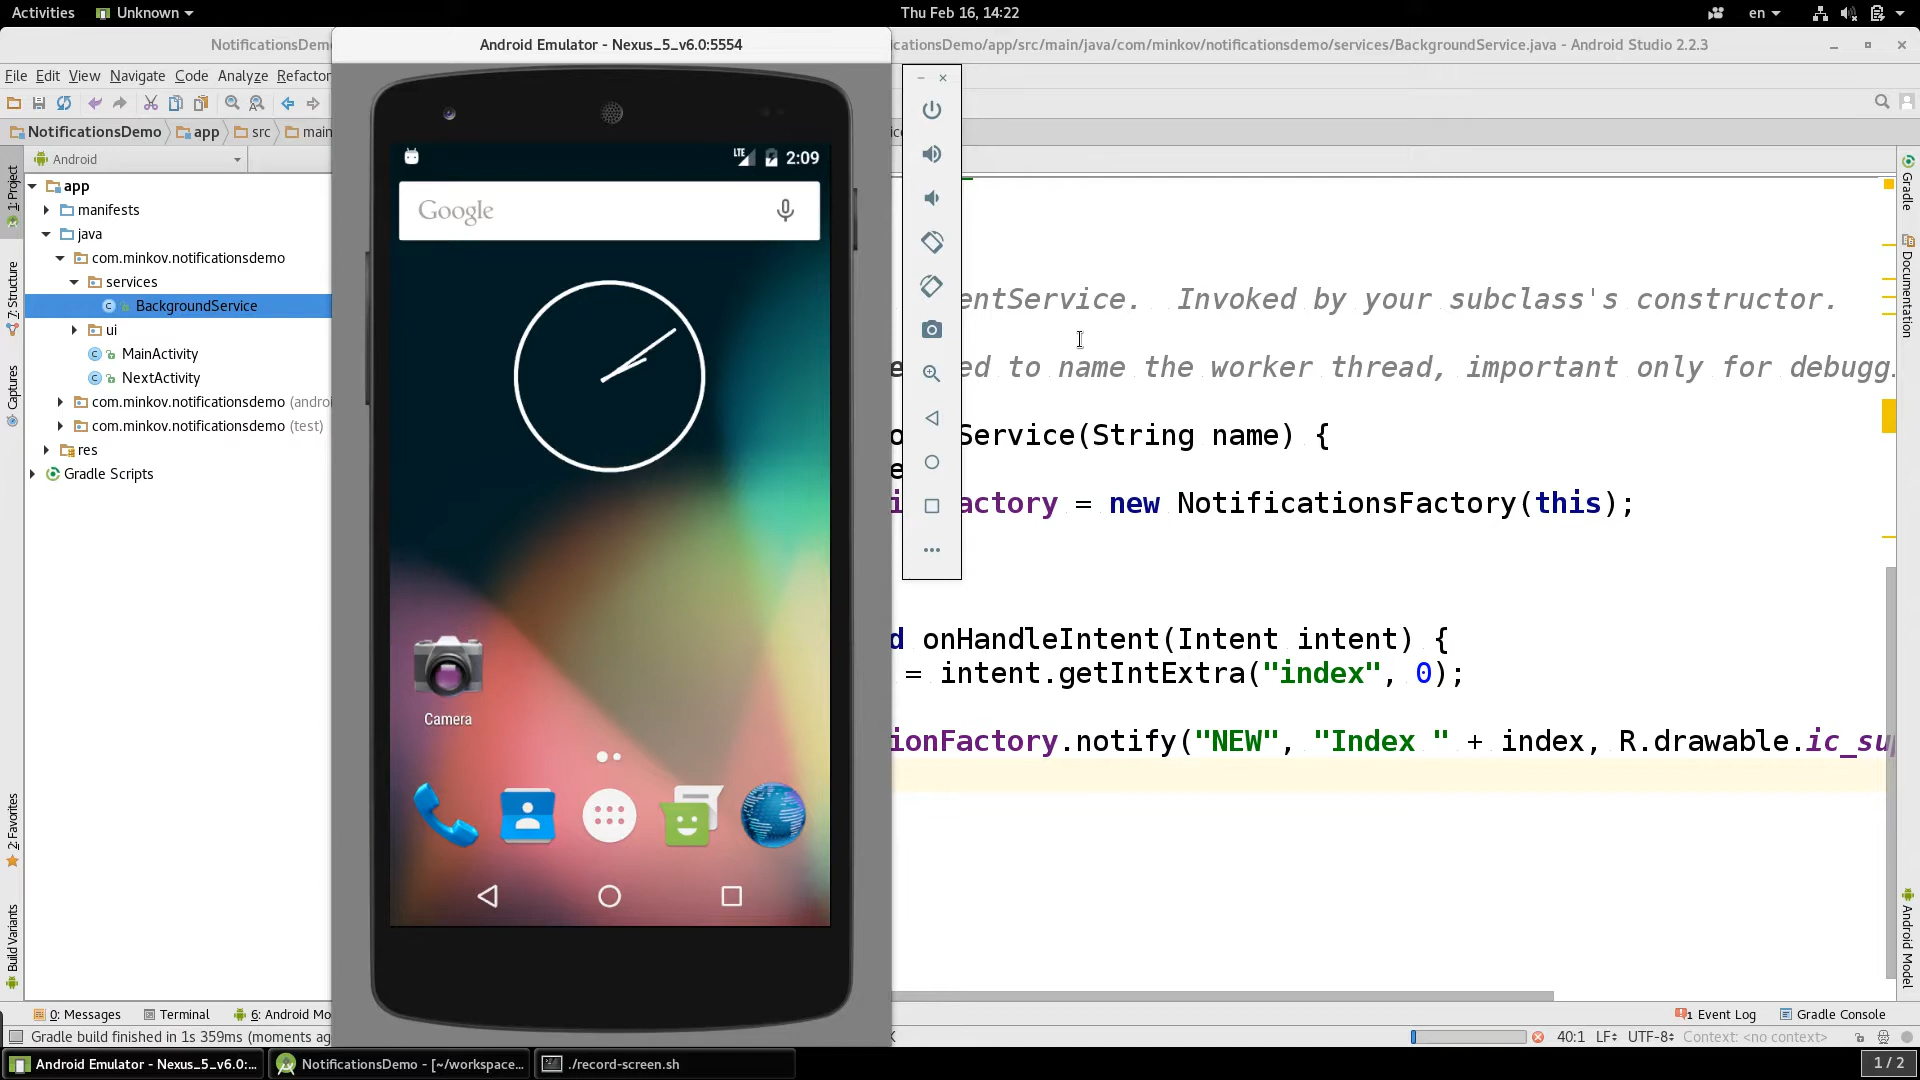 Activities
Unknown
Thu Feb 16, 14:22
en
NotificationsDem
Android Emulator - Nexus_5_v6.0:5554
cationsDemo/app/src/main/java/com/minkov/notificationsdemo/services/BackgroundService.java - Android Studio 2.2.3
File Edit View Navigate Code Analyze Refactor
NotificationsDemo
app
src
main
Android
1: Project
7: Structure
Captures
2: Favorites
Build Variants
app
manifests
java
com.minkov.notificationsdemo
services
BackgroundService
ui
MainActivity
NextActivity
com.minkov.notificationsdemo (androi
com.minkov.notificationsdemo (test)
res
Gradle Scripts
LTE
2:09
Google
Camera
entService.  Invoked by your subclass's constructor.
ed to name the worker thread, important only for debugg
Service(String name) {
actory = new NotificationsFactory(this);
d onHandleIntent(Intent intent) {
= intent.getIntExtra("index", 0);
ionFactory.notify("NEW", "Index " + index, R.drawable.ic_su
Gradle
Documentation
Android Model
0: Messages
Terminal
6: Android Mo
1 Event Log
Gradle Console
Gradle build finished in 1s 359ms (moments ag
40:1
LF÷
UTF-8÷
Context: <no context>
Android Emulator - Nexus_5_v6.0:...
NotificationsDemo - [~/workspace...
./record-screen.sh
1 / 2